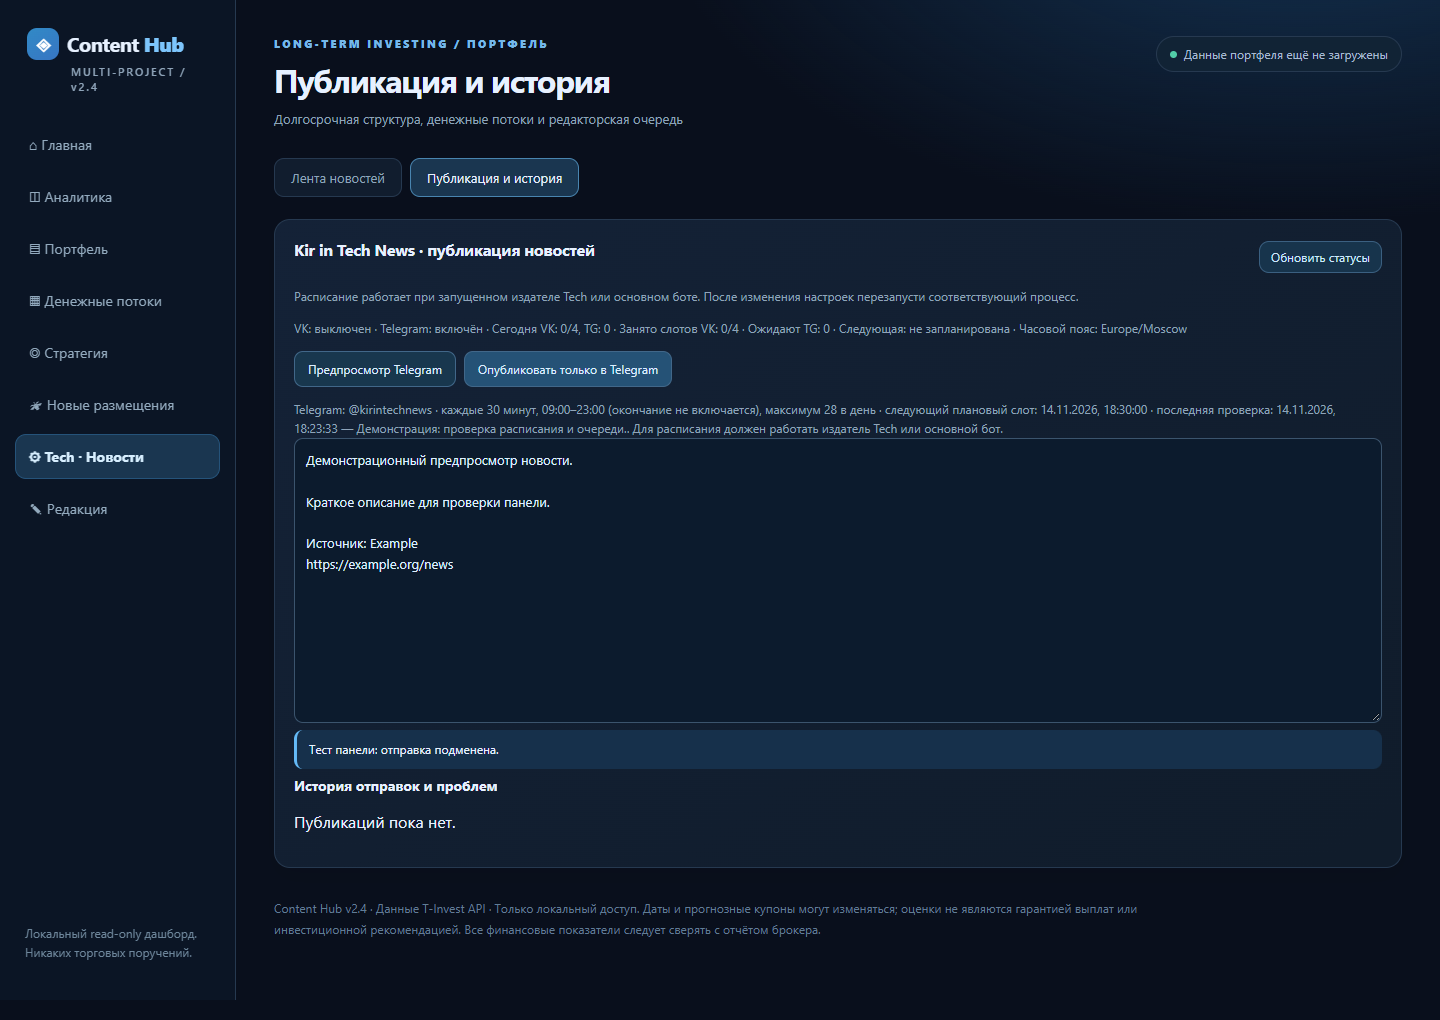 Content Hub
MULTI-PROJECT /
v2.4
Главная
Аналитика
Портфель
Денежные потоки
Стратегия
Новые размещения
Tech · Новости
Редакция
Локальный read-only дашборд.
Никаких торговых поручений.
LONG-TERM INVESTING / ПОРТФЕЛЬ
Публикация и история
Долгосрочная структура, денежные потоки и редакторская очередь
Данные портфеля ещё не загружены
Лента новостей
Публикация и история
Kir in Tech News · публикация новостей
Обновить статусы
Расписание работает при запущенном издателе Tech или основном боте. После изменения настроек перезапусти соответствующий процесс.
VK: выключен · Telegram: включён · Сегодня VK: 0/4, TG: 0 · Занято слотов VK: 0/4 · Ожидают TG: 0 · Следующая: не запланирована · Часовой пояс: Europe/Moscow
Предпросмотр Telegram
Опубликовать только в Telegram
Telegram: @kirintechnews · каждые 30 минут, 09:00–23:00 (окончание не включается), максимум 28 в день · следующий плановый слот: 14.11.2026, 18:30:00 · последняя проверка: 14.11.2026,
18:23:33 — Демонстрация: проверка расписания и очереди.. Для расписания должен работать издатель Tech или основной бот.
Демонстрационный предпросмотр новости.
Краткое описание для проверки панели.
Источник: Example
https://example.org/news
Тест панели: отправка подменена.
История отправок и проблем
Публикаций пока нет.
Content Hub v2.4 · Данные T-Invest API · Только локальный доступ. Даты и прогнозные купоны могут изменяться; оценки не являются гарантией выплат или
инвестиционной рекомендацией. Все финансовые показатели следует сверять с отчётом брокера.